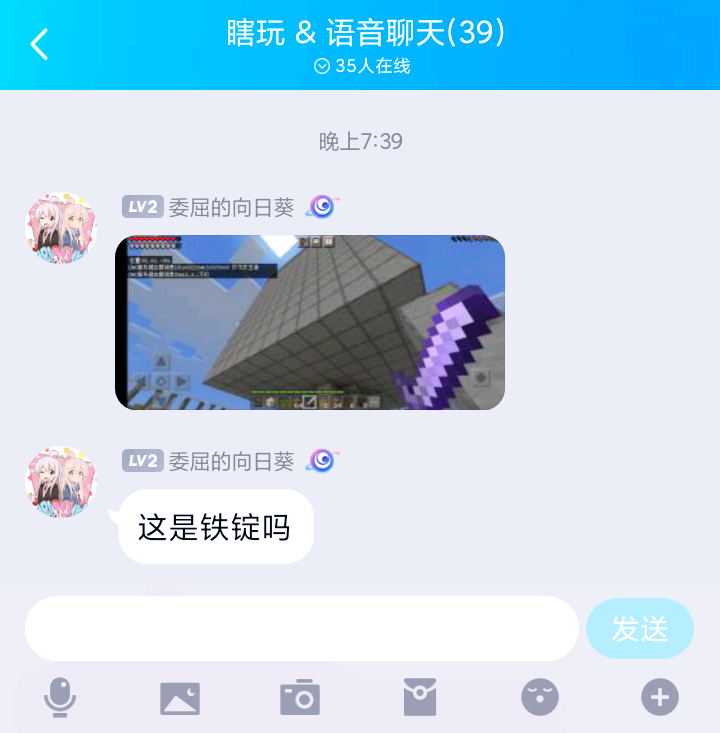 瞎玩 & 语音聊天(39)
35人在线
晚上7:39
LV2 委屈的向日葵
LV2 委屈的向日葵
这是铁锭吗
发送